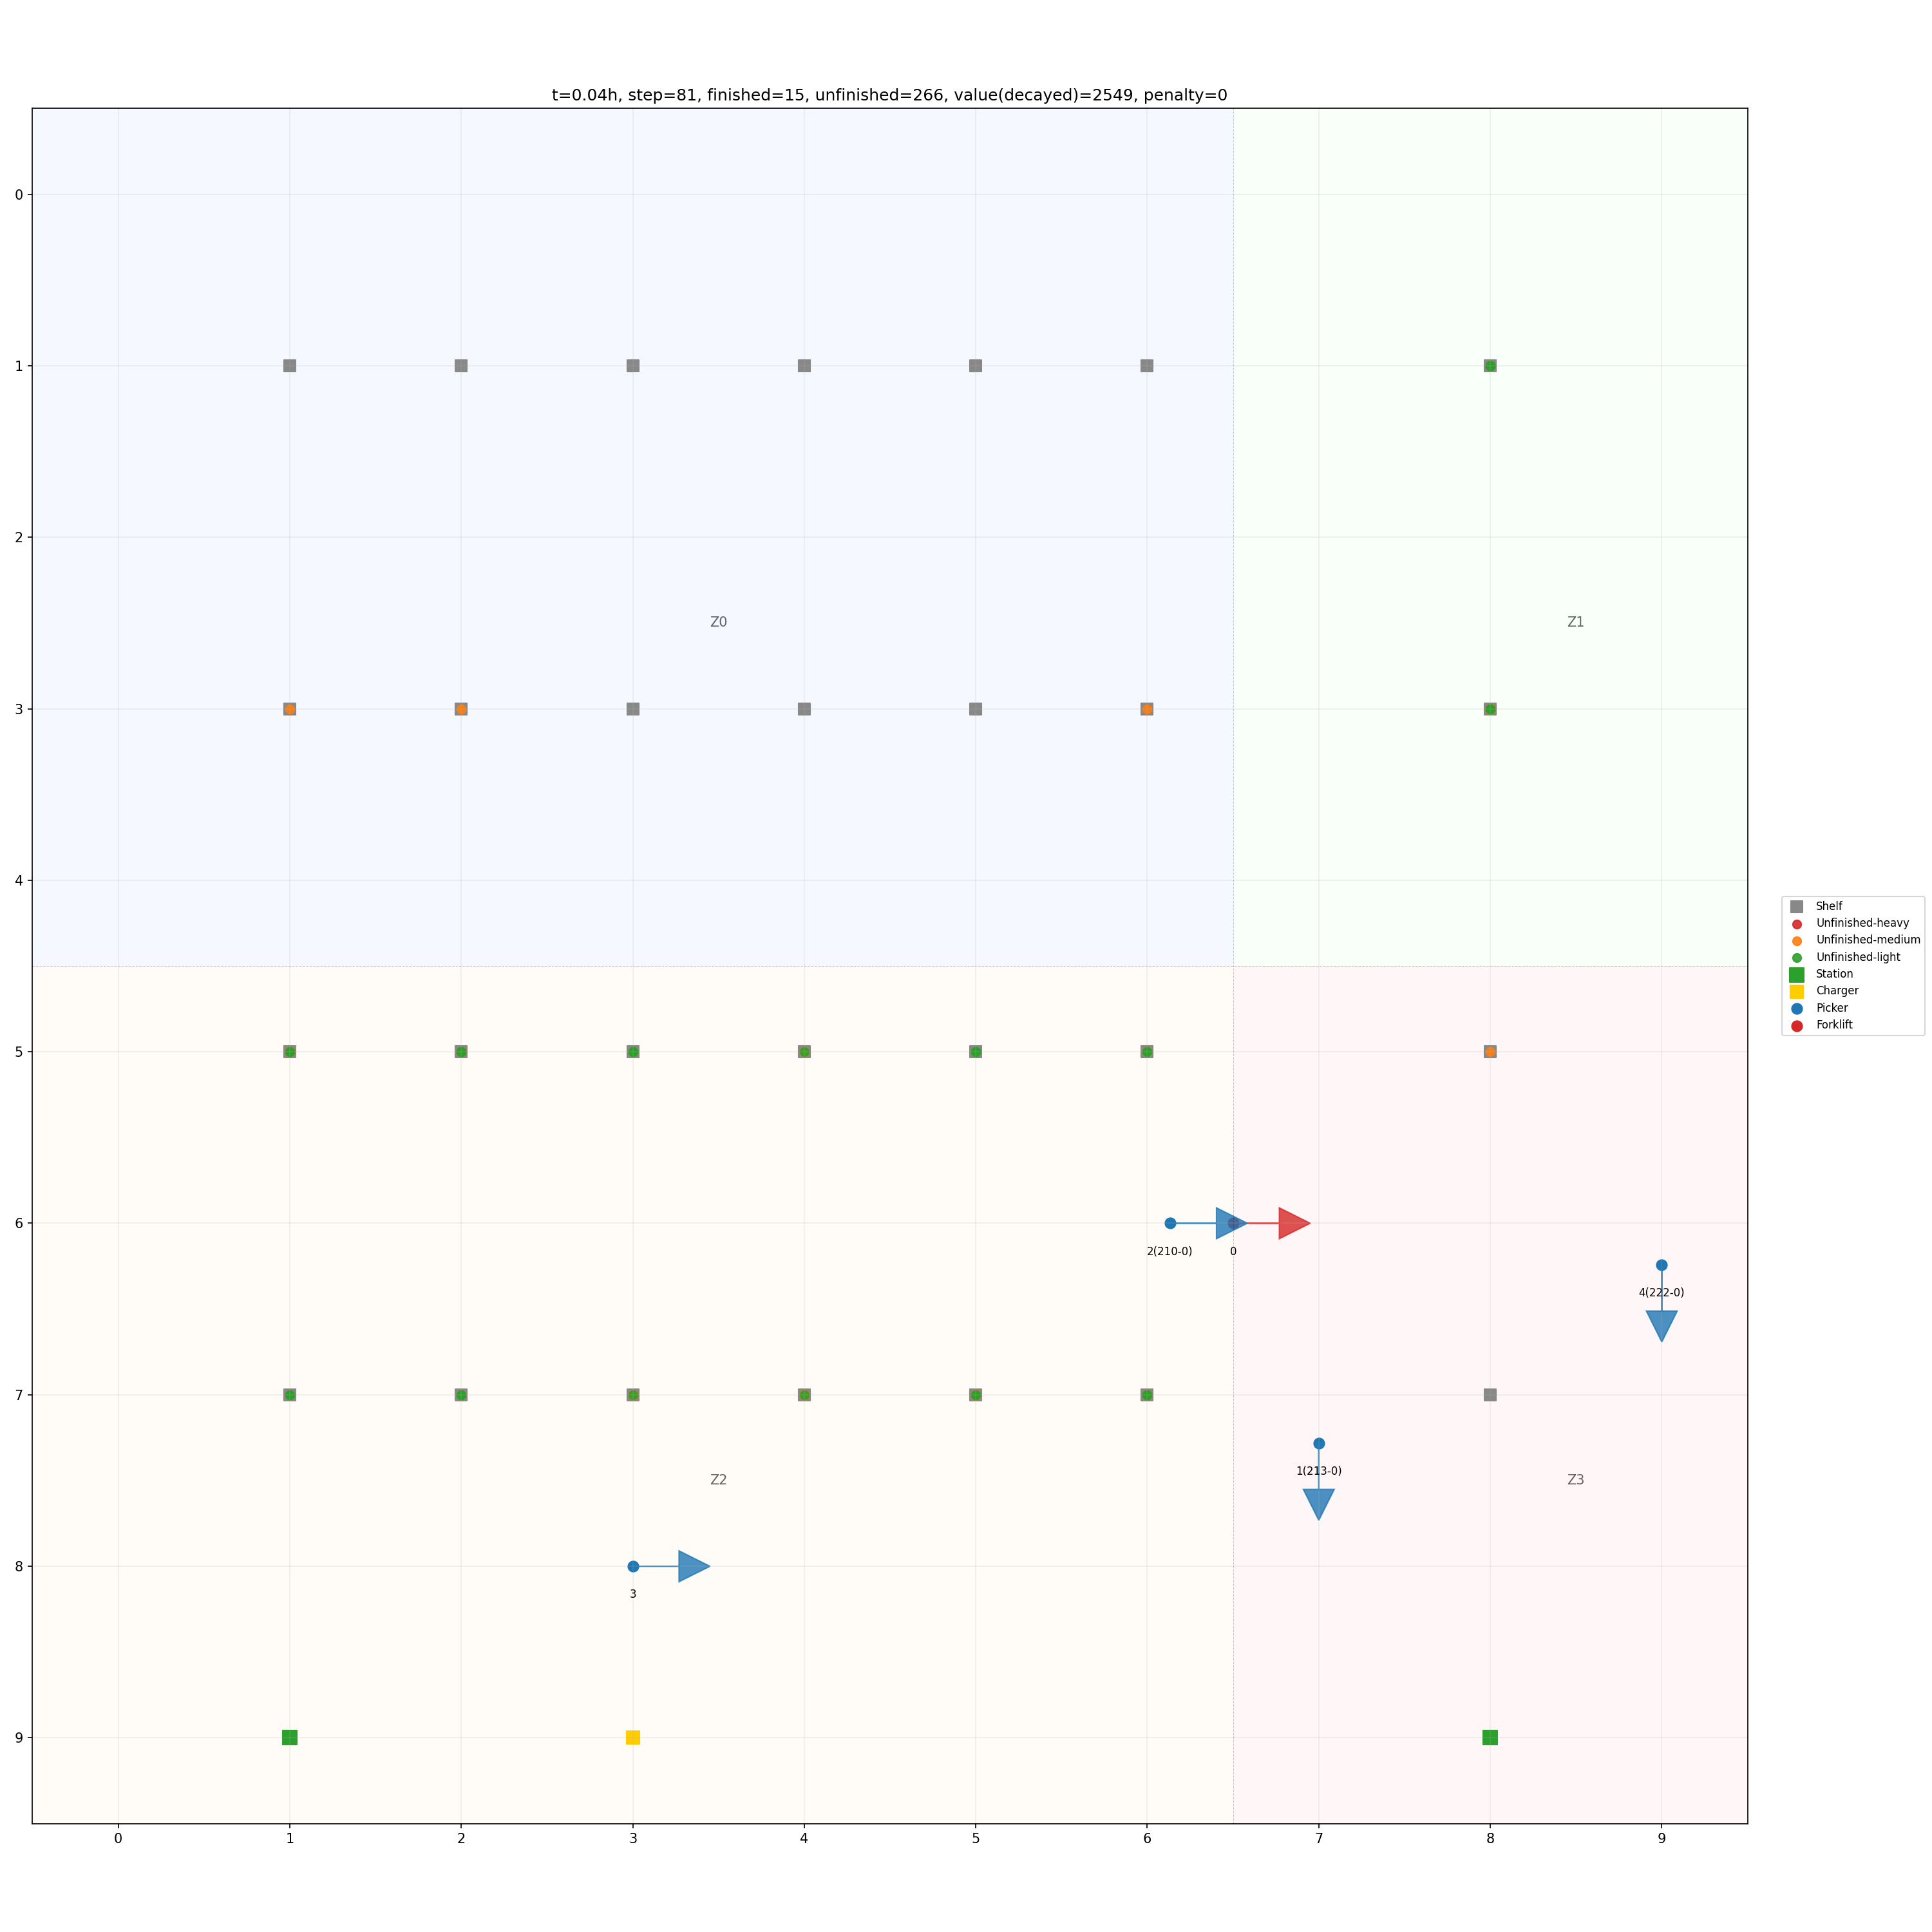 t=0.04h, step=81, finished=15, unfinished=266, value(decayed)=2549, penalty=0
0
1
2
Z0
Z1
3
4
Shelf
Unfinished-heavy
Unfinished-medium
Unfinished-light
Station
Charger
Picker
Forklift
5
6
2(210-0)
0
4(222-0)
7
1(213-0)
Z2
Z3
8
3
9
0 1 2 3 4 5 6 7 8 9